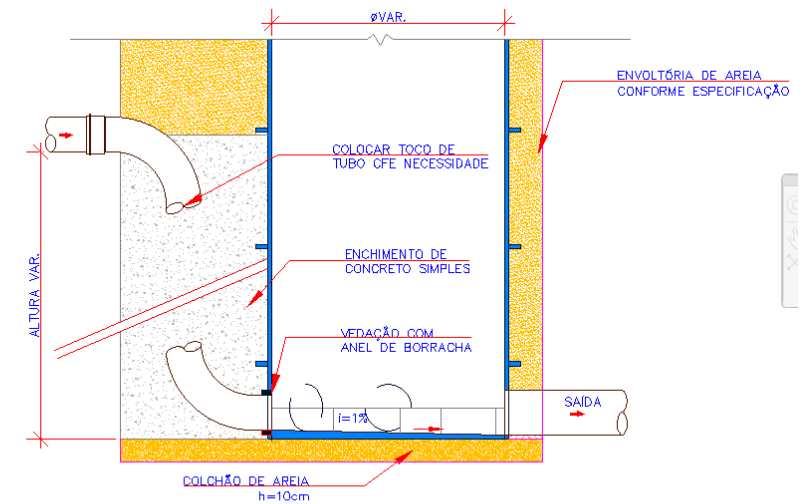 øVAR.
ENVOLTÓRIA DE AREIA
CONFORME ESPECIFICAÇÃO
COLOCAR TOCO DE
TUBO CFE NECESSIDADE
ENCHIMENTO DE
CONCRETO SIMPLES
ALTURA VAR.
VEDAÇÃO COM
ANEL DE BORRACHA
i=1%
SAÍDA
COLCHÃO DE AREIA
h=10cm